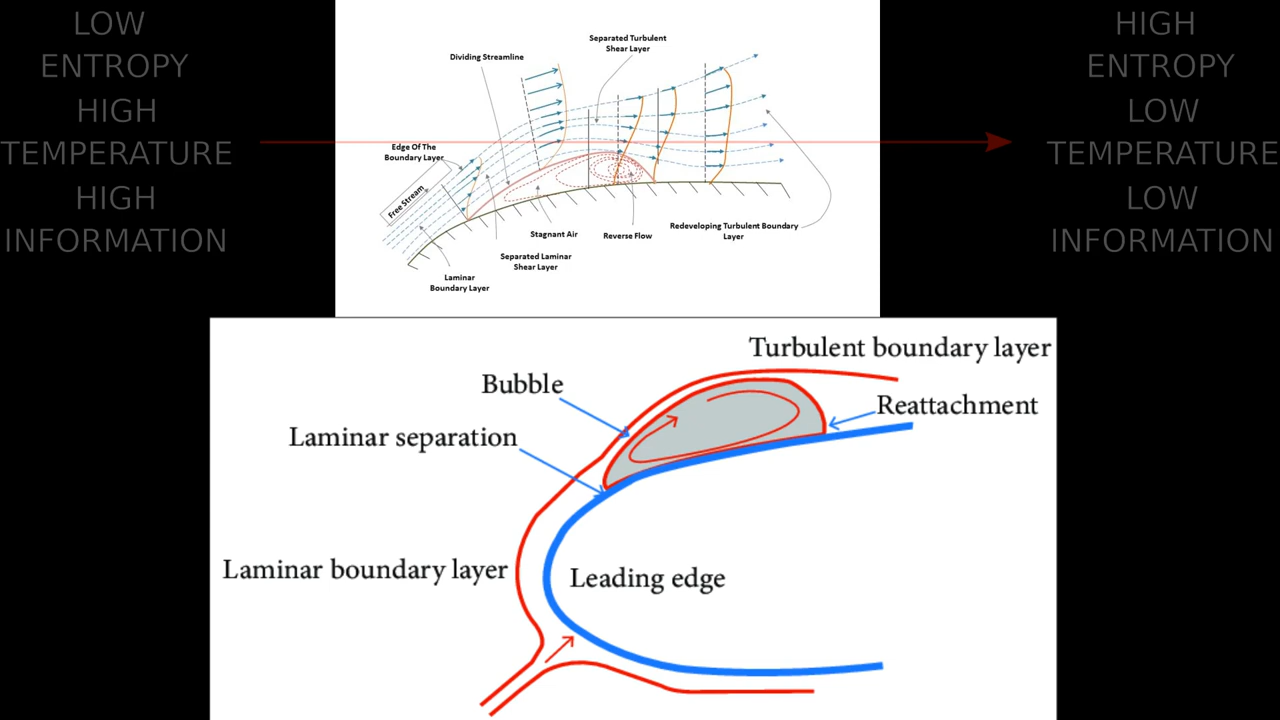 LOW
ENTROPY
HIGH
TEMPERATURE
HIGH
INFORMATION
HIGH
ENTROPY
LOW
TEMPERATURE
LOW
INFORMATION
Separated Turbulent
Shear Layer
Dividing Streamline
Edge Of The
Boundary Layer
Free Stream
Stagnant Air
Reverse Flow
Redeveloping Turbulent Boundary
Layer
Separated Laminar
Shear Layer
Laminar
Boundary Layer
Turbulent boundary layer
Bubble
Reattachment
Laminar separation
Laminar boundary layer
Leading edge